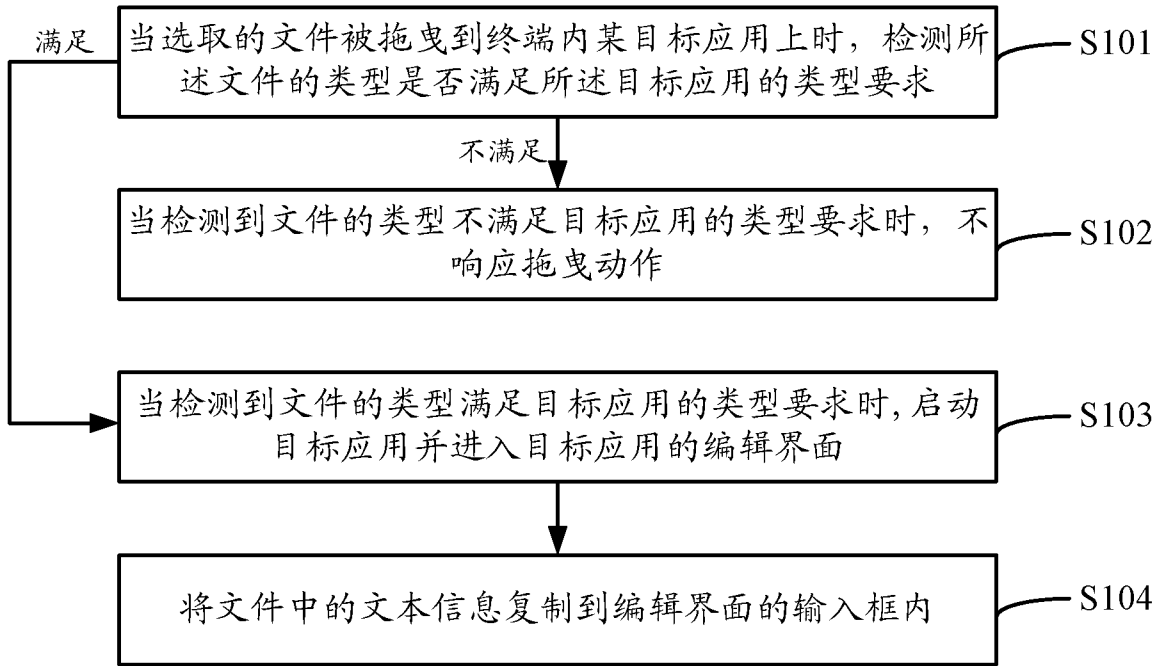 满足
当选取的文件被拖曳到终端内某目标应用上时，检测所
述文件的类型是否满足所述目标应用的类型要求
S101
不满足
当检测到文件的类型不满足目标应用的类型要求时，不
响应拖曳动作
S102
当检测到文件的类型满足目标应用的类型要求时,启动
目标应用并进入目标应用的编辑界面
S103
将文件中的文本信息复制到编辑界面的输入框内
S104